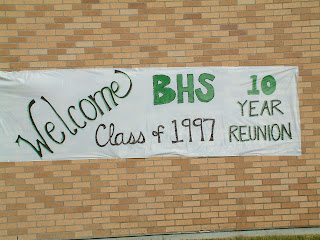 Welcome BHS
Class of 1997
10
YEAR
REUNION